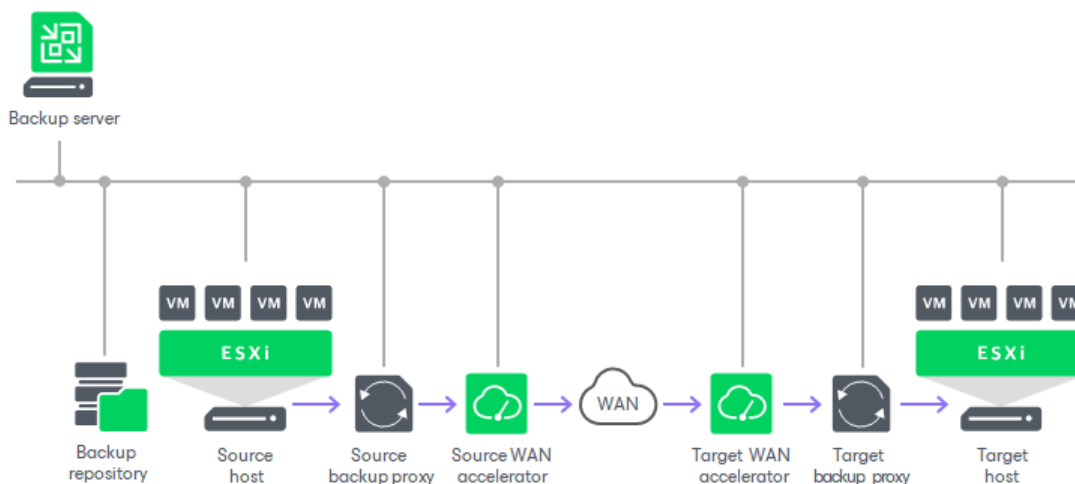 Backup server
VM VM VM VM
ESXi
VM VM VM VM
ESXi
WAN
Backup
repository
Source
host
Source
backup proxy
Source WAN
accelerator
Target WAN
accelerator
Target
backup proxy
Target
host